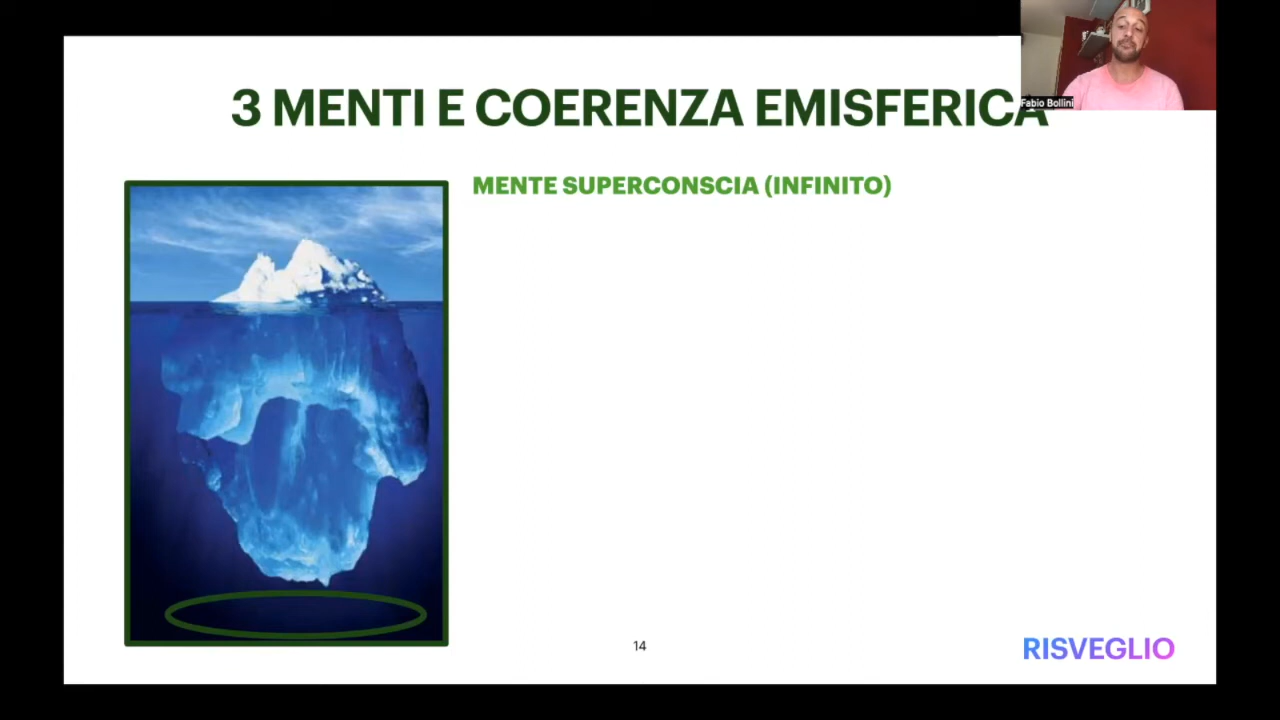 3 MENTI E COERENZA EMISFERICA
Fabio Bollini
MENTE SUPERCONSCIA (INFINITO)
14
RISVEGLIO